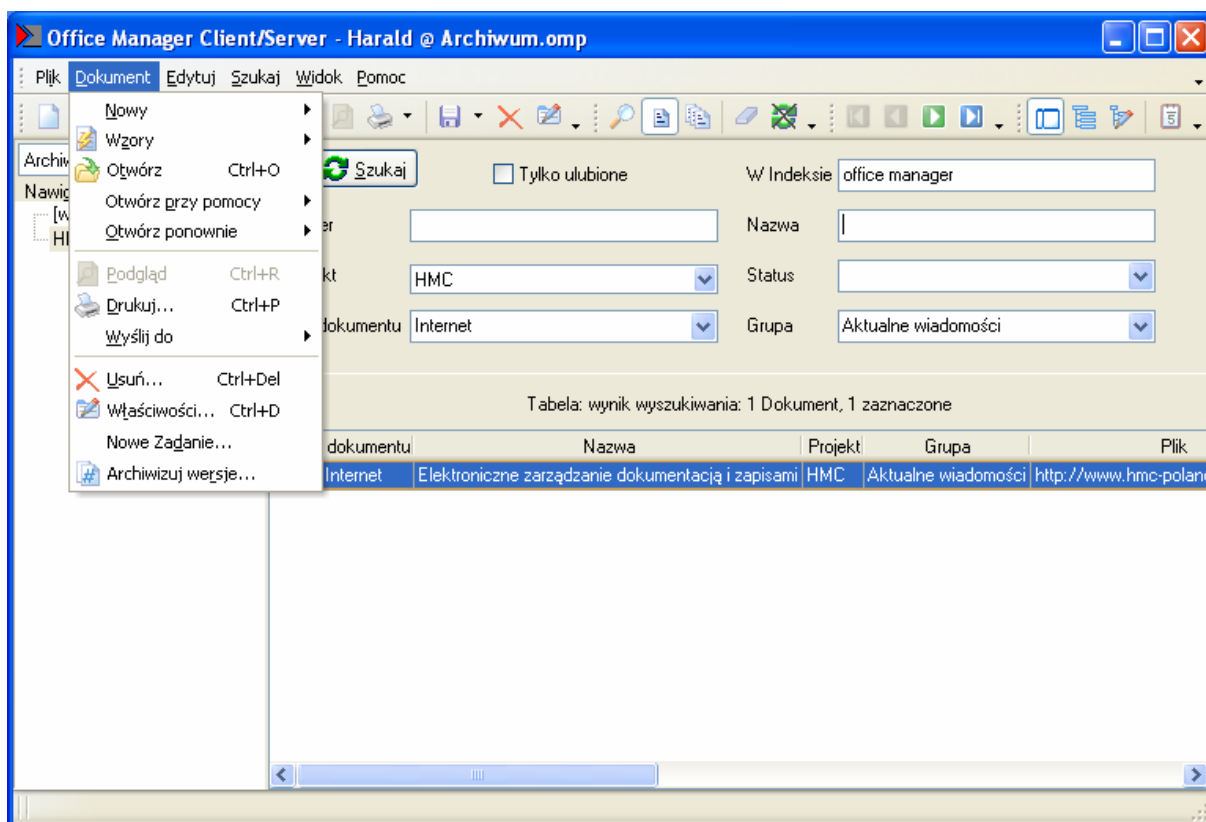 Office Manager Client/Server - Harald @ Archiwum.omp
Plik Dokument Edytuj Szukaj Widok Pomoc
Nowy
Wzory
Otwórz Ctrl+O
Otwórz przy pomocy
Otwórz ponownie
Podgląd Ctrl+R
Drukuj... Ctrl+P
Wyślij do
Usuń... Ctrl+Del
Właściwości... Ctrl+D
Nowe Zadanie...
Archiwizuj wersje...
Szukaj Tylko ulubione W Indeksie office manager
Nazwa
HMC Status
dokumentu Internet Grupa Aktualne wiadomości
Tabela: wynik wyszukiwania: 1 Dokument, 1 zaznaczone
dokumentu Nazwa Projekt Grupa Plik
Internet Elektroniczne zarządzanie dokumentacją i zapisami HMC Aktualne wiadomości http://www.hmc-polan